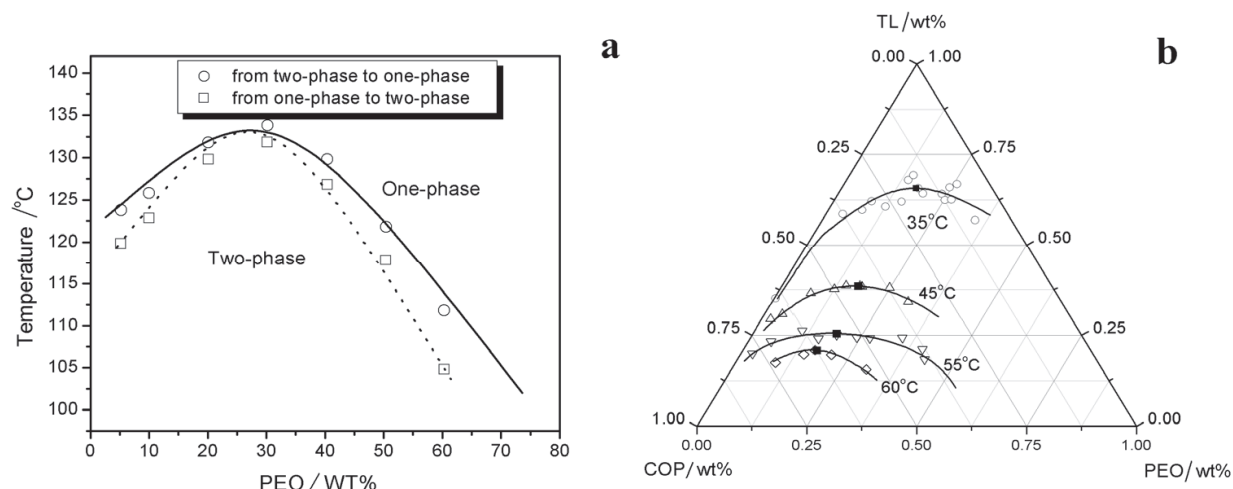 a
140
135
130
125
120
115
110
105
100
Temperature /°C
from two-phase to one-phase
from one-phase to two-phase
One-phase
Two-phase
0 10 20 30 40 50 60 70 80
PEO / WT%
b
TL/wt%
0.00 1.00
0.25 0.75
35°C
0.50 0.50
45°C
0.75 0.25
55°C
60°C
1.00 0.00
0.00 0.25 0.50 0.75 1.00
COP/wt% PEO/wt%